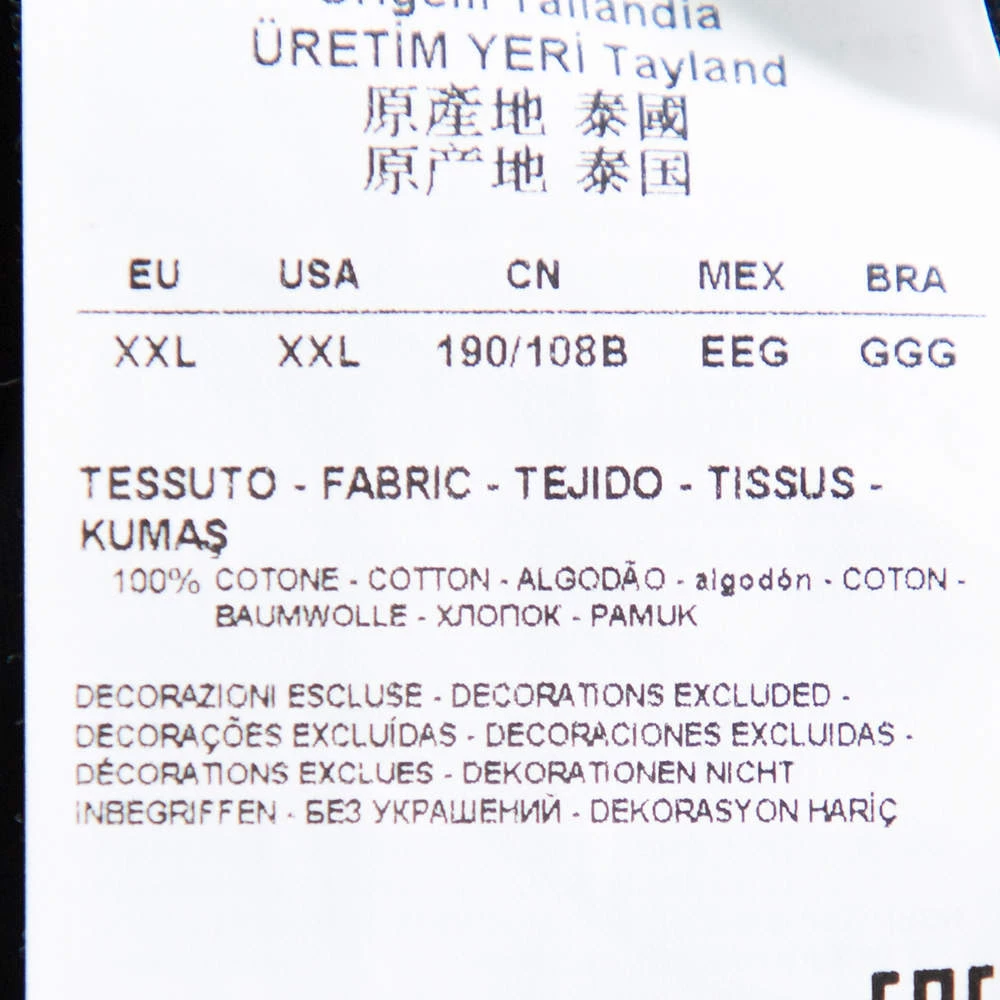 Origem Tailândia
ÜRETİM YERİ Tayland
原產地 泰國
原产地 泰国
EU USA CN MEX BRA
XXL XXL 190/108B EEG GGG
TESSUTO - FABRIC - TEJIDO - TISSUS -
KUMAŞ
100% COTONE - COTTON - ALGODÃO - algodón - COTON -
BAUMWOLLE - ХЛОПОК - PAMUK
DECORAZIONI ESCLUSE - DECORATIONS EXCLUDED -
DECORAÇÕES EXCLUÍDAS - DECORACIONES EXCLUIDAS -
DÉCORATIONS EXCLUES - DEKORATIONEN NICHT
INBEGRIFFEN - БЕЗ УКРАШЕНИЙ - DEKORASYON HARİÇ